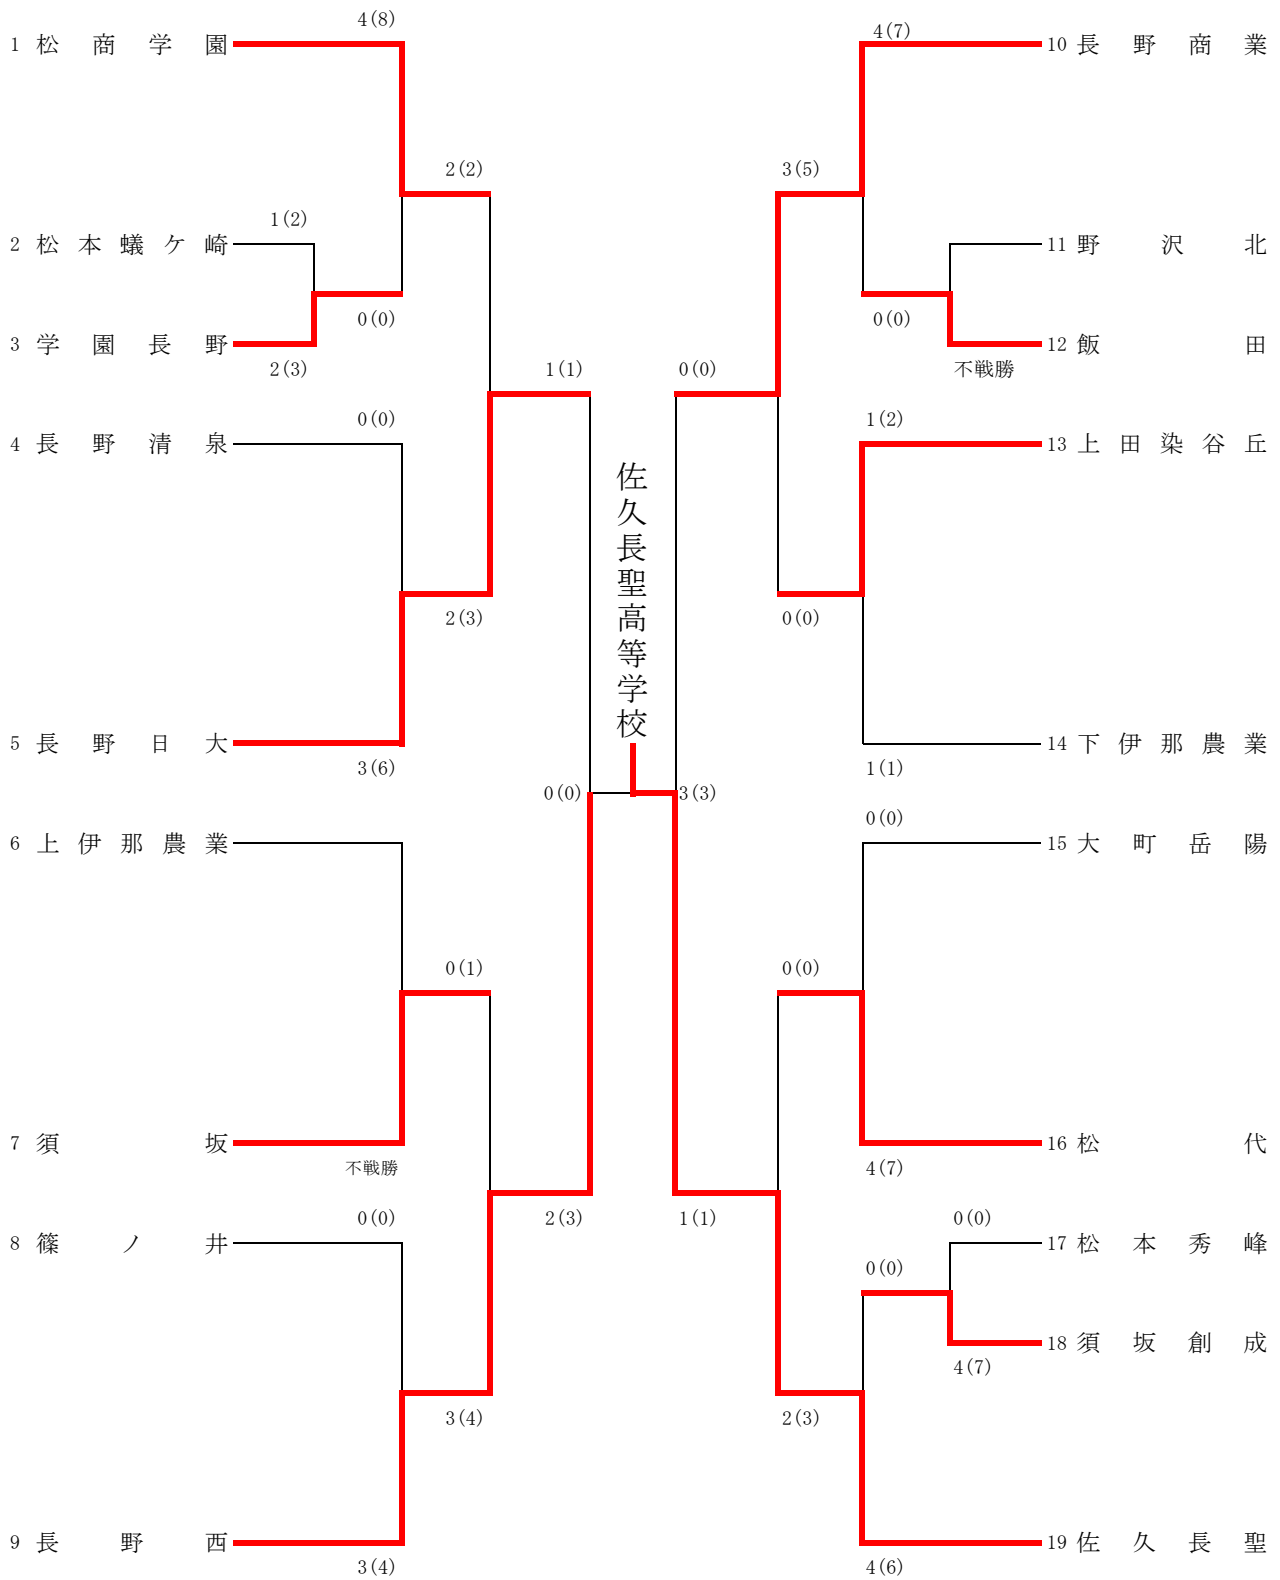 4(8)
1 松商学園
2(2)
1(2)
2 松本蟻ケ崎
0(0)
3 学園長野
2(3)
1(1)
0(0)
4 長野清泉
2(3)
5 長野日大
3(6)
0(0)
6 上伊那農業
0(1)
7 須坂
不戦勝
0(0)
2(3)
8 篠ノ井
3(4)
9 長野西
3(4)
佐久長聖高等学校
4(7)
10 長野商業
3(5)
11 野沢北
0(0)
12 飯田
不戦勝
0(0)
1(2)
13 上田染谷丘
0(0)
14 下伊那農業
1(1)
3(3)
0(0)
15 大町岳陽
0(0)
16 松代
4(7)
1(1)
0(0)
17 松本秀峰
0(0)
18 須坂創成
4(7)
2(3)
19 佐久長聖
4(6)